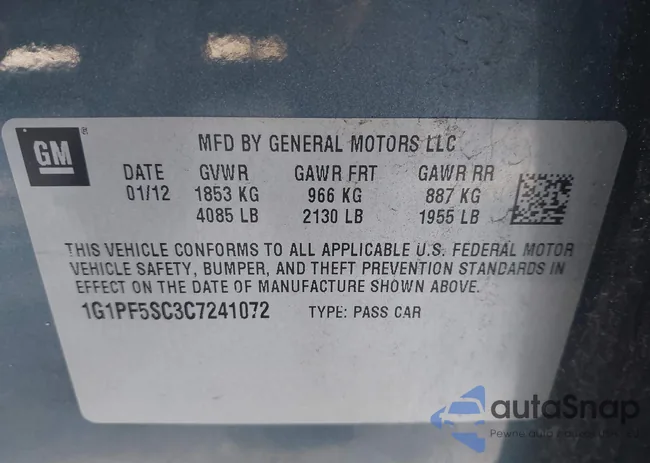 GM ®
MFD BY GENERAL MOTORS LLC
DATE GVWR GAWR FRT GAWR RR
01/12 1853 KG 966 KG 887 KG
4085 LB 2130 LB 1955 LB
THIS VEHICLE CONFORMS TO ALL APPLICABLE U.S. FEDERAL MOTOR
VEHICLE SAFETY, BUMPER, AND THEFT PREVENTION STANDARDS IN
EFFECT ON THE DATE OF MANUFACTURE SHOWN ABOVE.
1G1PF5SC3C7241072 TYPE: PASS CAR
autoSnap
Pewne auto